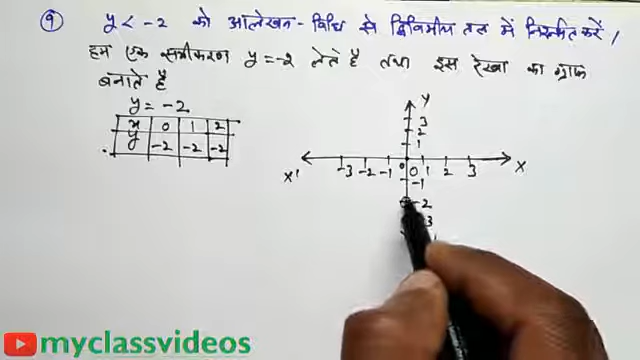 9) y < -2 को आलेखन-विधि से द्विविमीय तल में निरूपित करें।
हम एक समीकरण y = -2 लेते है तथा इस रेखा का ग्राफ
बनाते है
y = -2
x 0 1 2
y -2 -2 -2
Y
3
2
1
X' -3 -2 -1 0 1 2 3 X
-1
-2
-3
myclassvideos